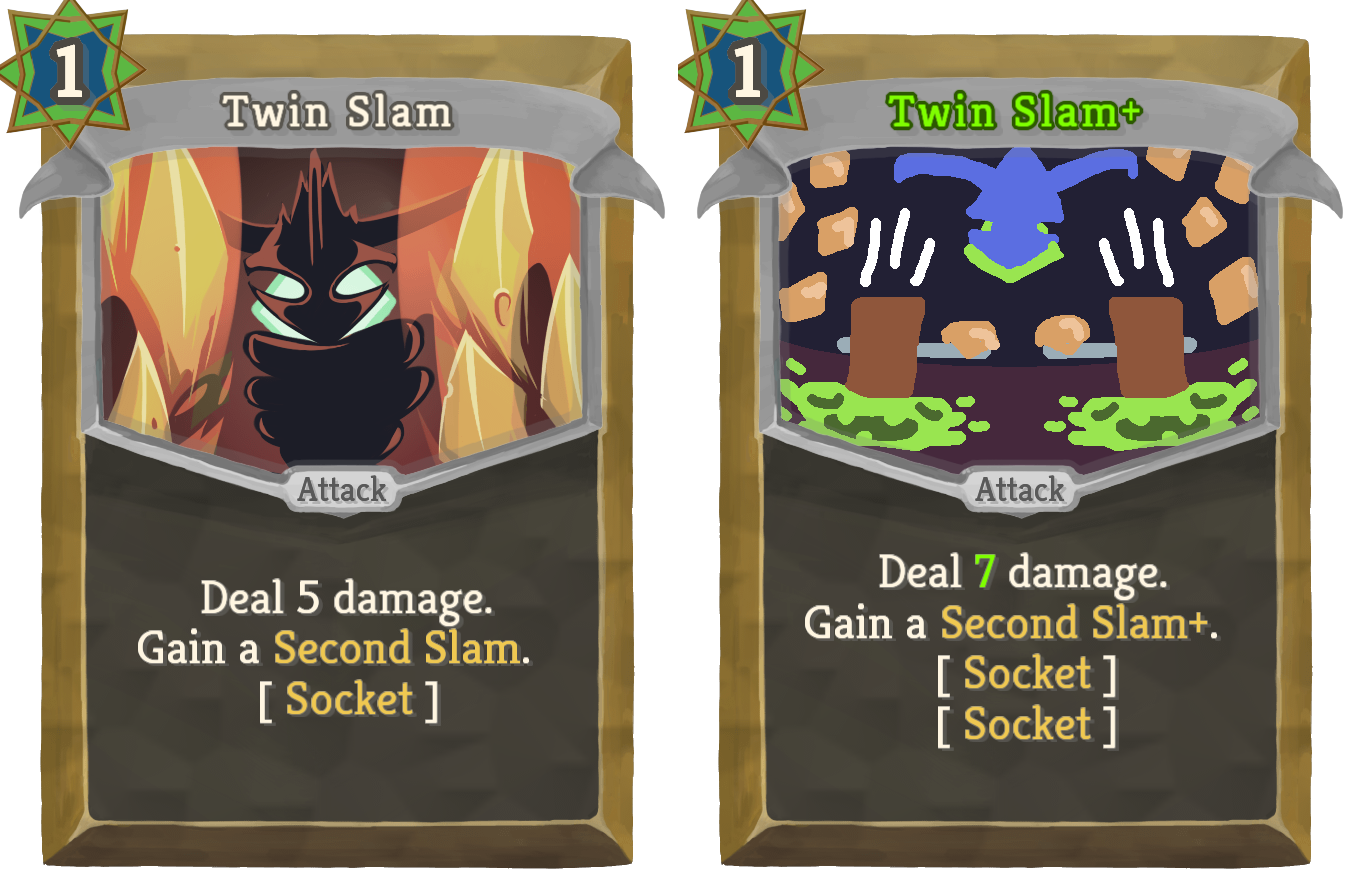 1
Twin Slam
Attack
Deal 5 damage.
Gain a Second Slam.
[ Socket ]
1
Twin Slam+
Attack
Deal 7 damage.
Gain a Second Slam+.
[ Socket ]
[ Socket ]